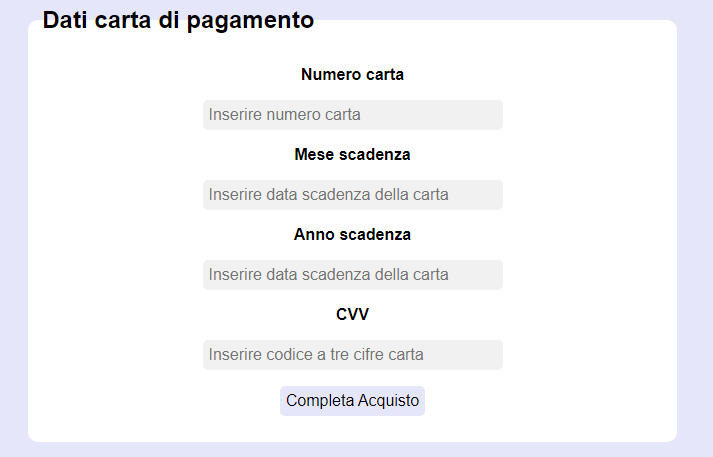 Dati carta di pagamento
Numero carta
Inserire numero carta
Mese scadenza
Inserire data scadenza della carta
Anno scadenza
Inserire data scadenza della carta
CVV
Inserire codice a tre cifre carta
Completa Acquisto